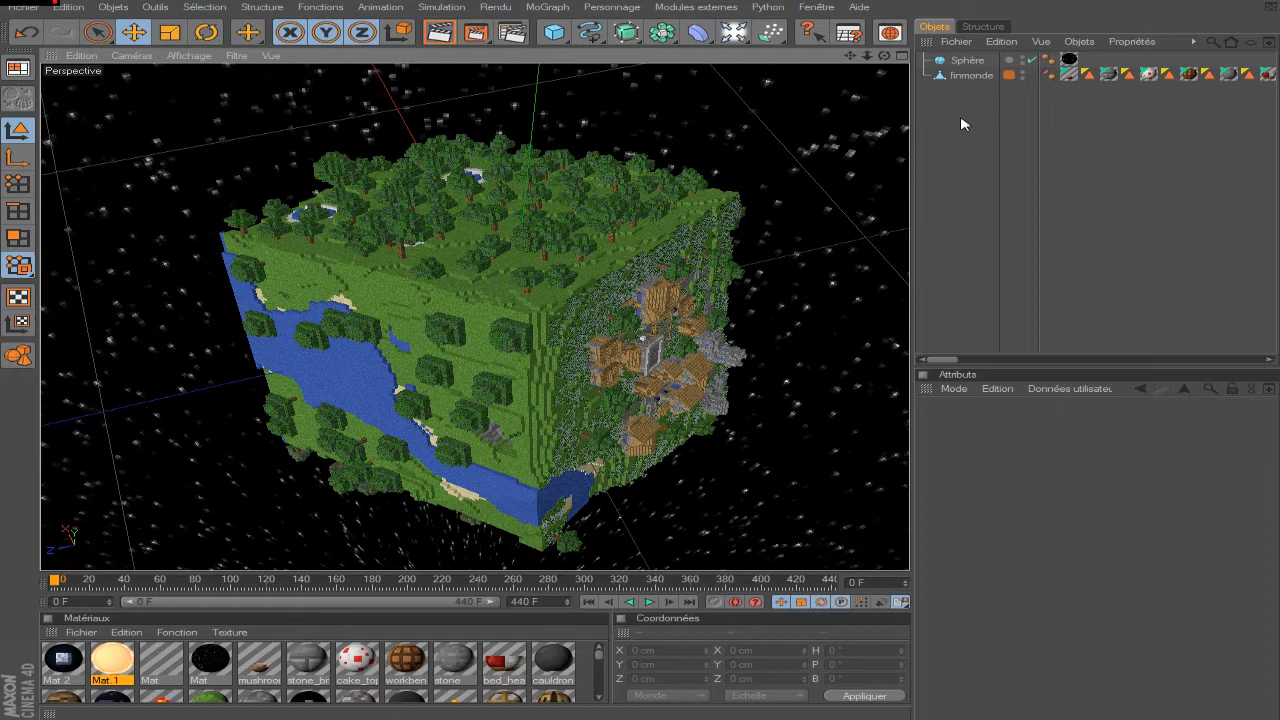 Fichier Edition Objets Outils Sélection Structure Fonctions Animation Simulation Rendu MoGraph Personnage Modules externes Python Fenêtre Aide
Objets Structure
Fichier Edition Vue Objets Propriétés
Edition Caméras Affichage Filtre Vue
Perspective
Sphère
finmonde
X
Y
Z
Attributs
Mode Edition Données utilisateur
0 20 40 60 80 100 120 140 160 180 200 220 240 260 280 300 320 340 360 380 400 420 44( 0 F
0 F 0 F 440 F 440 F
Matériaux
Fichier Edition Fonction Texture
Mat.2 Mat.1 Mat Mat mushroo stone_br cake_top workben stone bed_hea cauldron
Coordonnées
X 0 cm X 0 cm H 0 °
Y 0 cm Y 0 cm P 0 °
Z 0 cm Z 0 cm B 0 °
Monde Echelle Appliquer
MAXON
CINEMA 4D